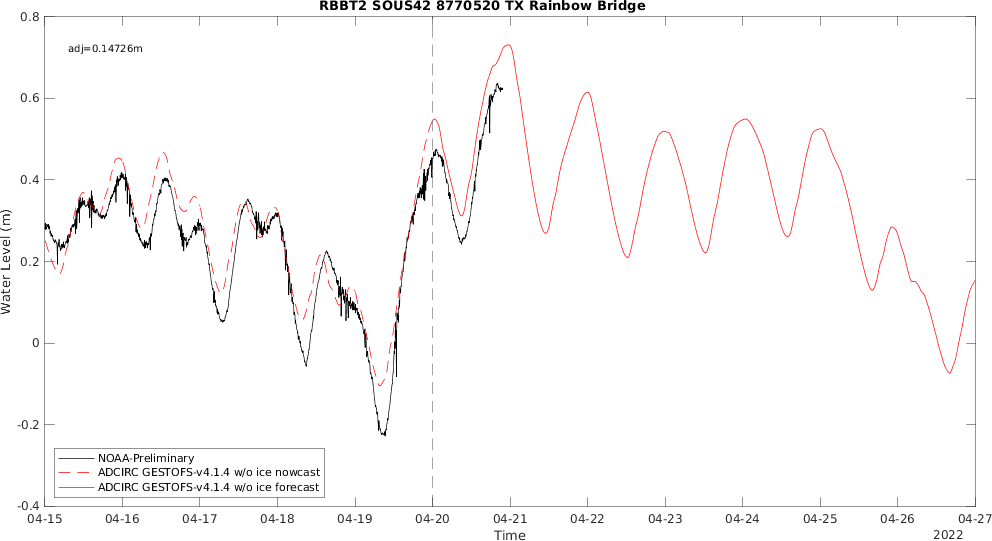 RBBT2 SOUS42 8770520 TX Rainbow Bridge
adj=0.14726m
0.8
0.6
0.4
0.2
0
-0.2
-0.4
Water Level (m)
NOAA-Preliminary
ADCIRC GESTOFS-v4.1.4 w/o ice nowcast
ADCIRC GESTOFS-v4.1.4 w/o ice forecast
04-15 04-16 04-17 04-18 04-19 04-20 04-21 04-22 04-23 04-24 04-25 04-26 04-27
Time
2022